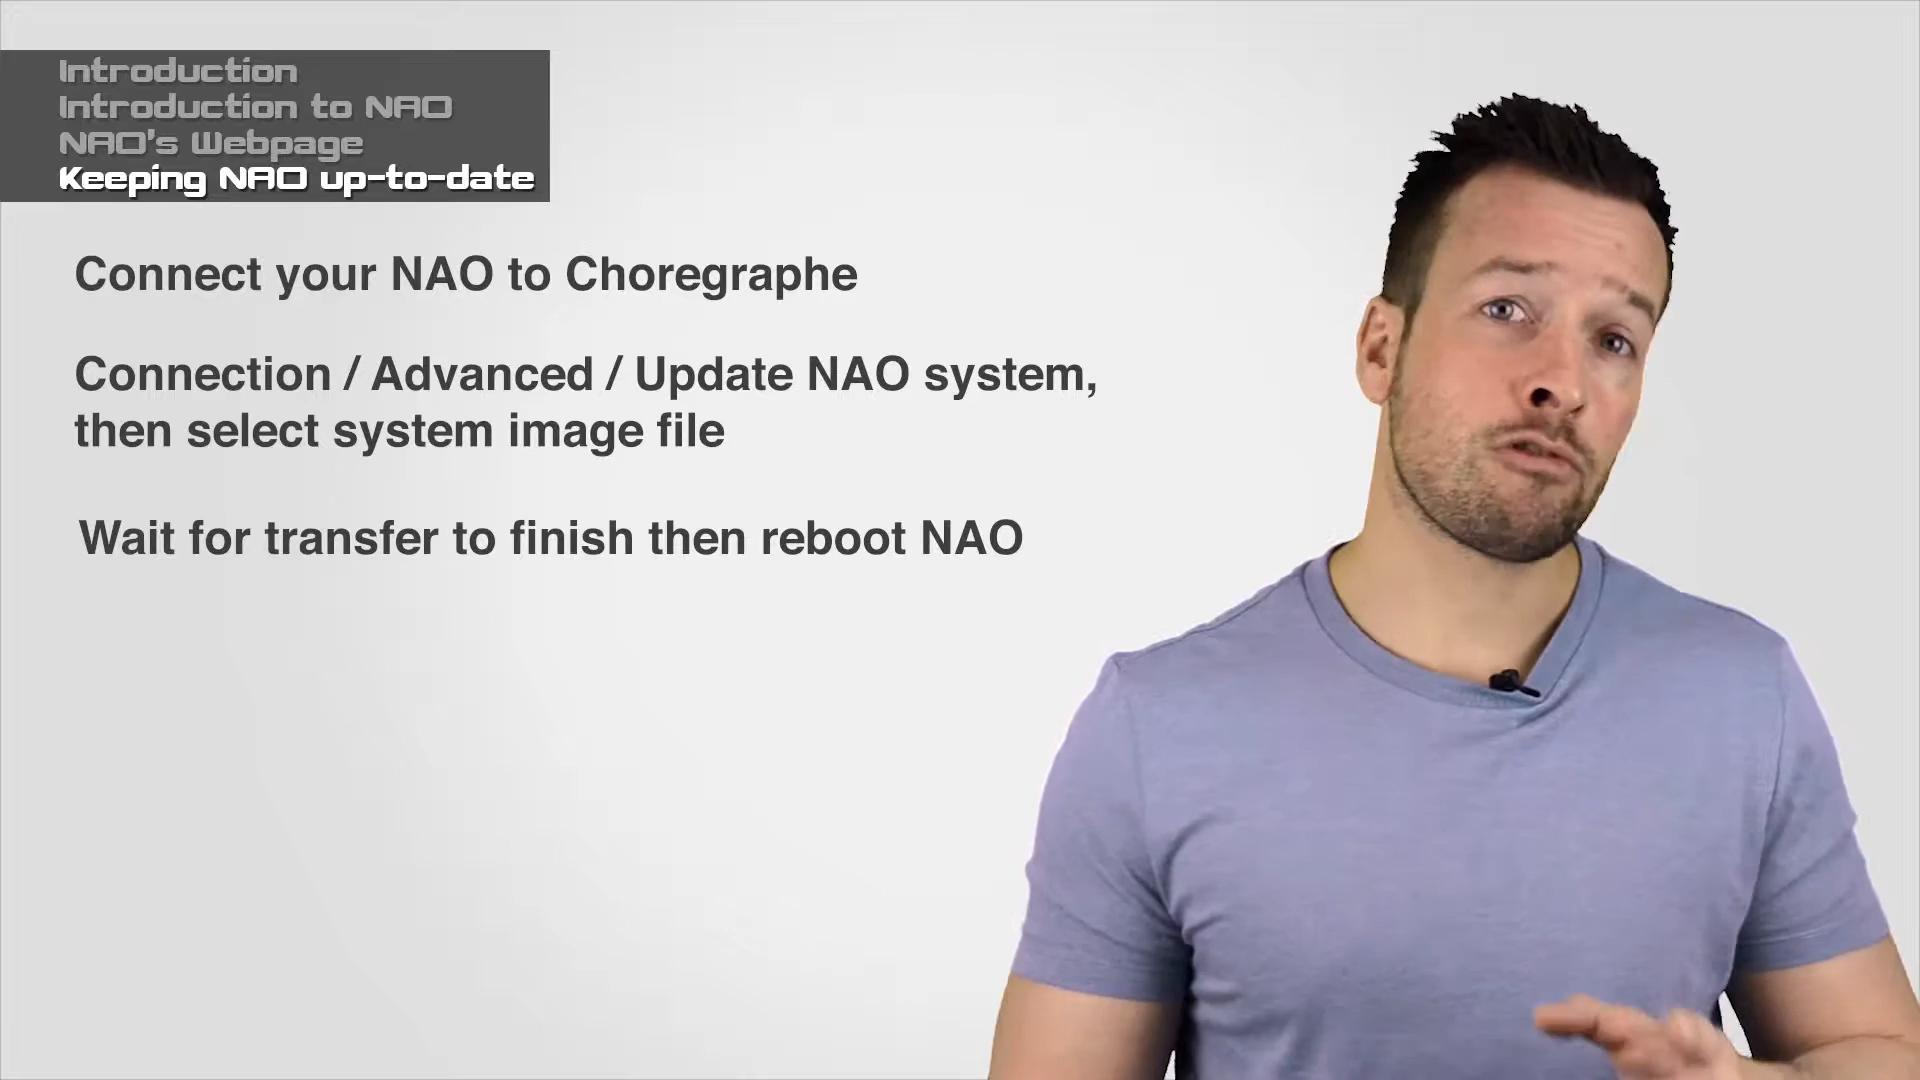 Introduction
Introduction to NAO
NAO's Webpage
Keeping NAO up-to-date
Connect your NAO to Choregraphe
Connection / Advanced / Update NAO system,
then select system image file
Wait for transfer to finish then reboot NAO